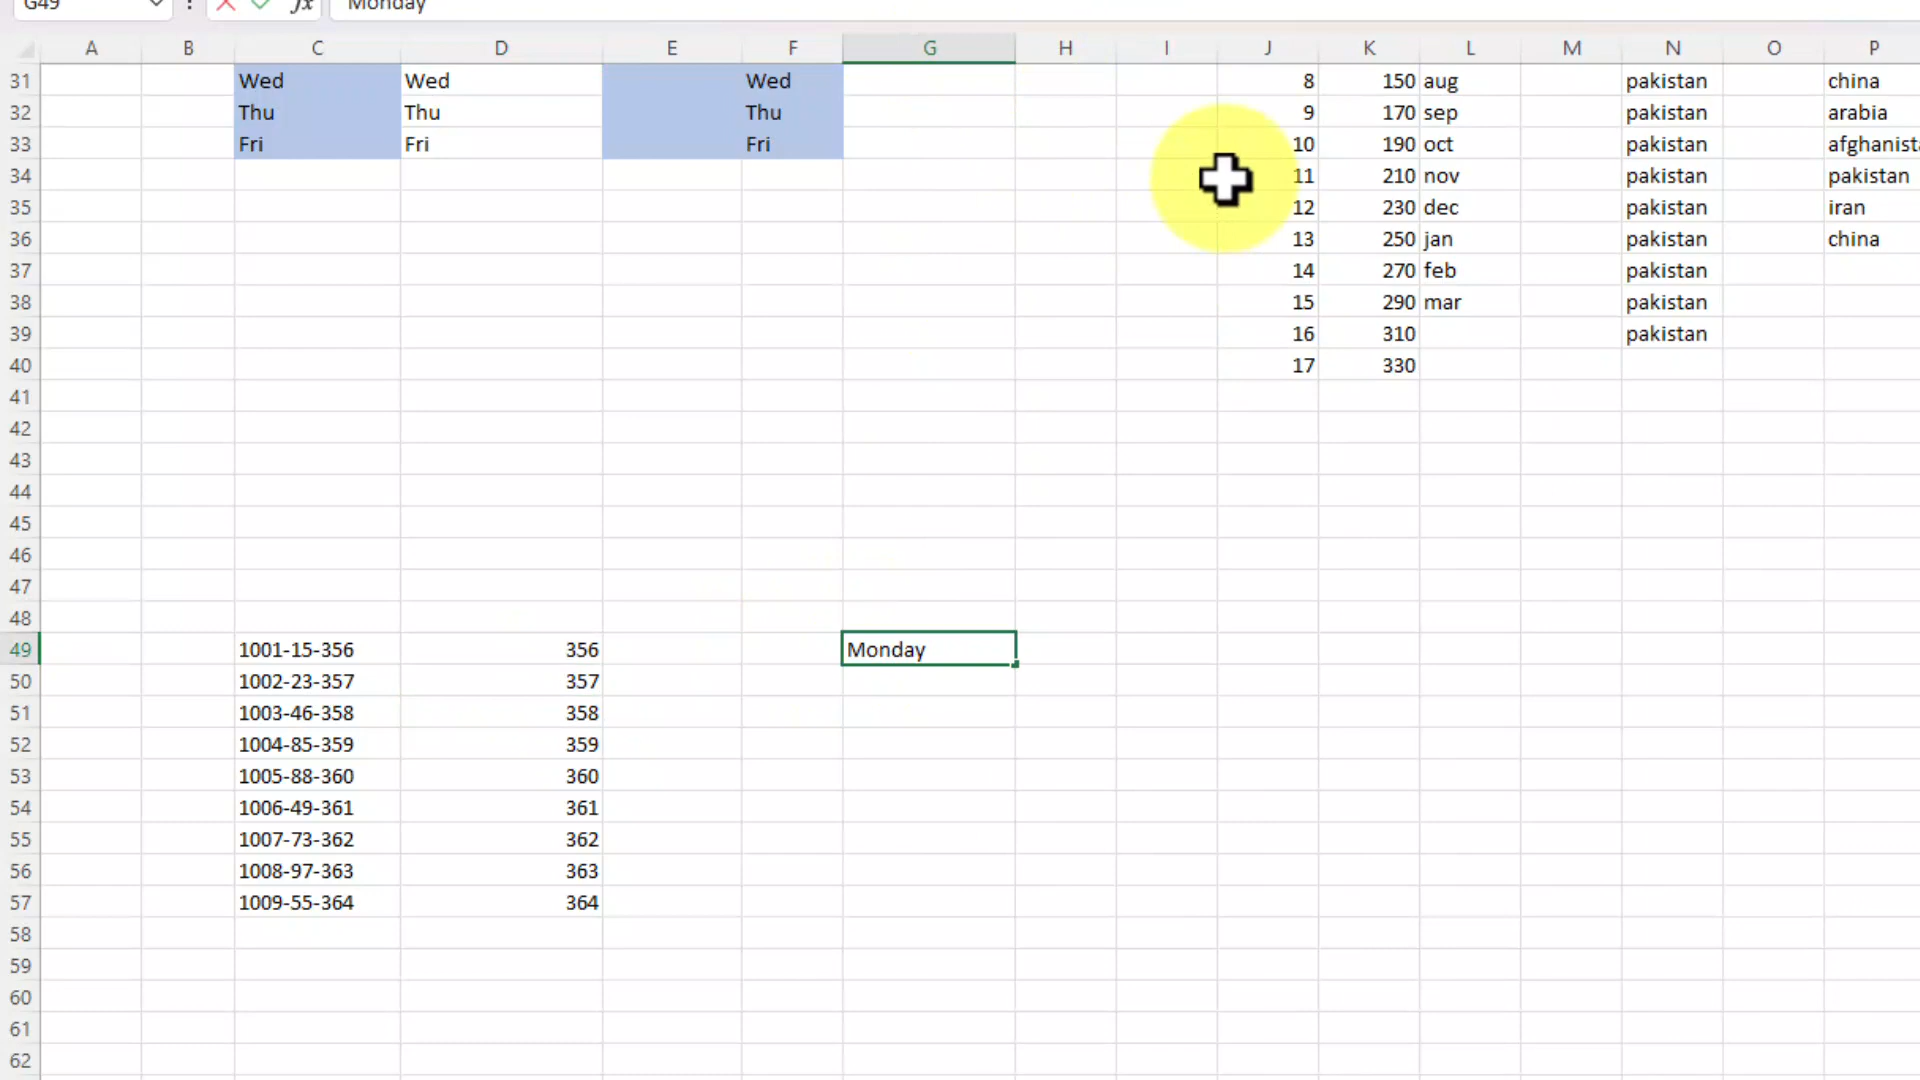 G49 fx Monday
A B C D E F G H I J K L M N O P
31 Wed Wed Wed 8 150 aug pakistan china
32 Thu Thu Thu 9 170 sep pakistan arabia
33 Fri Fri Fri 10 190 oct pakistan afghanista
34 11 210 nov pakistan pakistan
35 12 230 dec pakistan iran
36 13 250 jan pakistan china
37 14 270 feb pakistan
38 15 290 mar pakistan
39 16 310 pakistan
40 17 330
41
42
43
44
45
46
47
48
49 1001-15-356 356 Monday
50 1002-23-357 357
51 1003-46-358 358
52 1004-85-359 359
53 1005-88-360 360
54 1006-49-361 361
55 1007-73-362 362
56 1008-97-363 363
57 1009-55-364 364
58
59
60
61
62